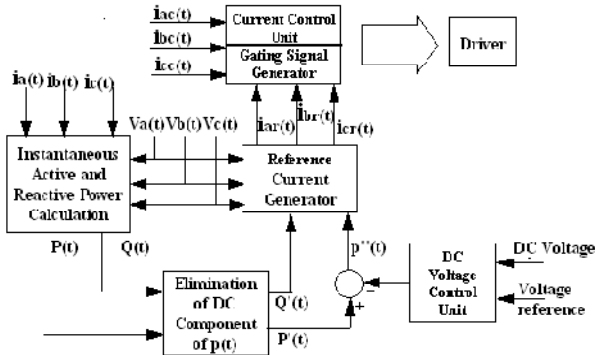 iac(t)
ibc(t)
icc(t)
Current Control
Unit
Gating Signal
Generator
Driver
ia(t) ib(t) ic(t)
Va(t) Vb(t) Vc(t)
iar(t)
ibr(t)
icr(t)
Instantaneous
Active and
Reactive Power
Calculation
Reference
Current
Generator
P(t)
Q(t)
p''(t)
Elimination
of DC
Component
of p(t)
Q'(t)
P'(t)
-
+
DC
Voltage
Control
Unit
DC Voltage
Voltage
reference